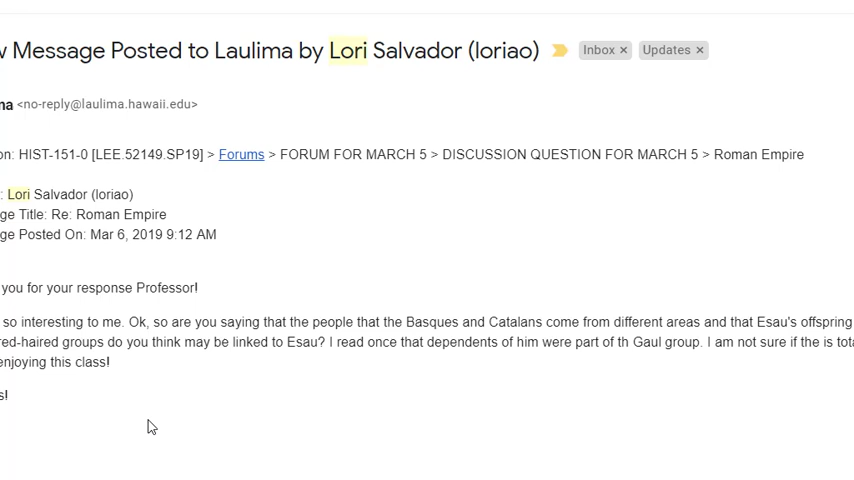 w Message Posted to Laulima by Lori Salvador (loriao) Inbox × Updates ×
ma <no-reply@laulima.hawaii.edu>
on: HIST-151-0 [LEE.52149.SP19] > Forums > FORUM FOR MARCH 5 > DISCUSSION QUESTION FOR MARCH 5 > Roman Empire
: Lori Salvador (loriao)
ge Title: Re: Roman Empire
ge Posted On: Mar 6, 2019 9:12 AM
you for your response Professor!
so interesting to me. Ok, so are you saying that the people that the Basques and Catalans come from different areas and that Esau's offspring
red-haired groups do you think may be linked to Esau? I read once that dependents of him were part of th Gaul group. I am not sure if the is tota
enjoying this class!
s!